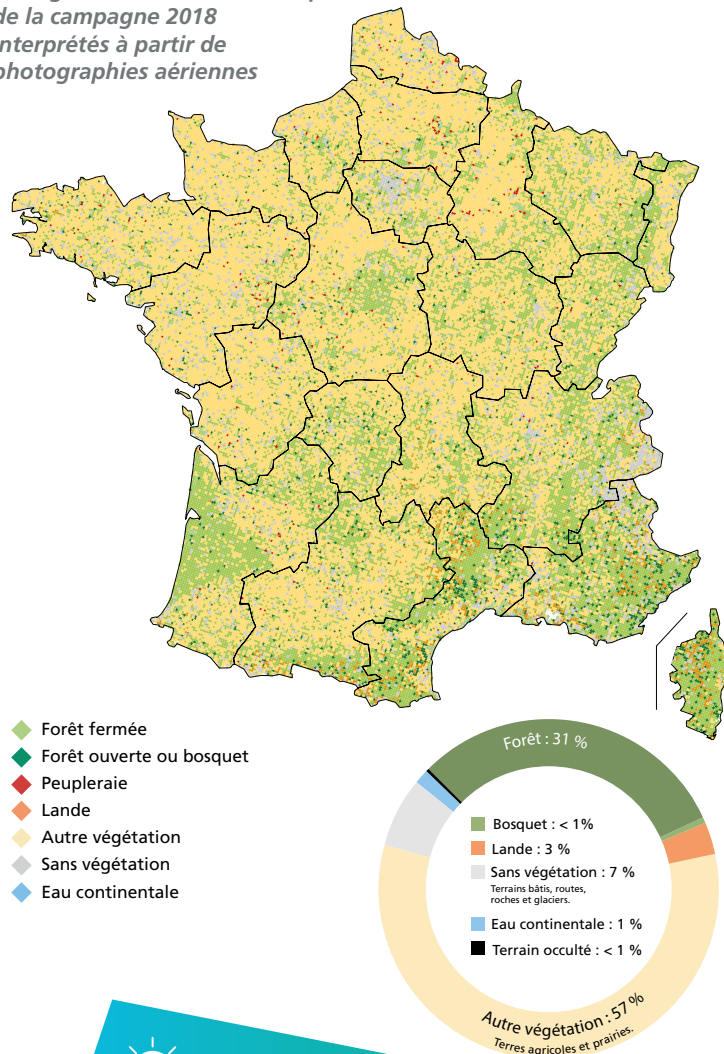 de la campagne 2018
interprétés à partir de
photographies aériennes
Forêt fermée
Forêt ouverte ou bosquet
Peupleraie
Lande
Autre végétation
Sans végétation
Eau continentale
Forêt : 31 %
Bosquet : < 1%
Lande : 3 %
Sans végétation : 7 %
Terrains bâtis, routes,
roches et glaciers.
Eau continentale : 1 %
Terrain occulté : < 1 %
Autre végétation : 57 %
Terres agricoles et prairies.